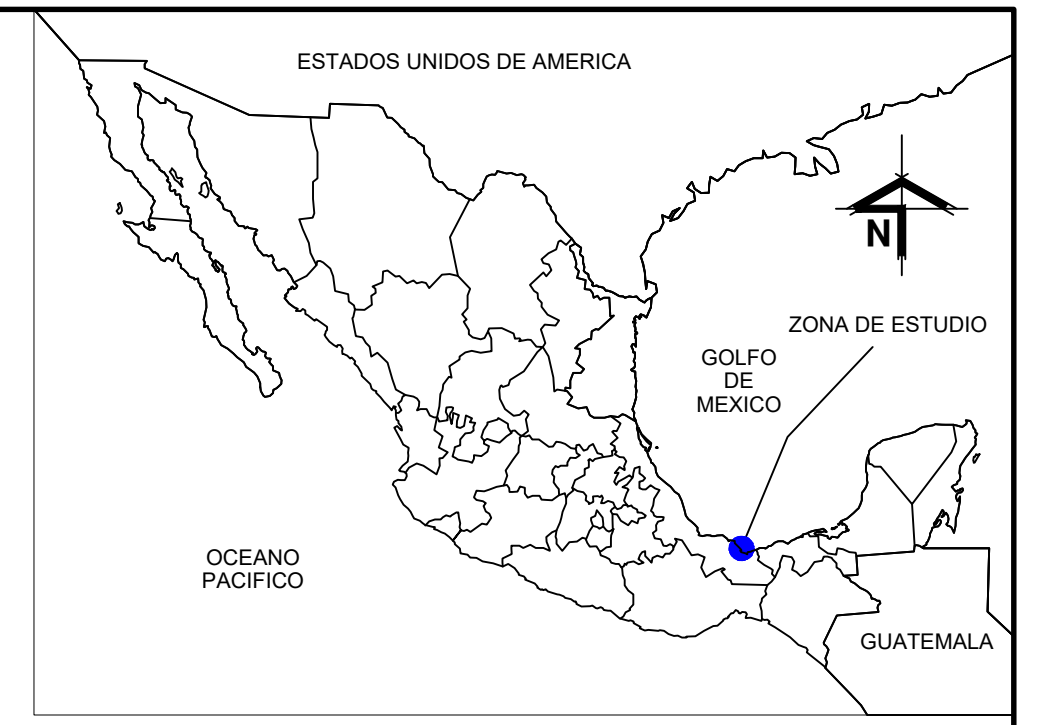 ESTADOS UNIDOS DE AMERICA
N
ZONA DE ESTUDIO
GOLFO
DE
MEXICO
OCEANO
PACIFICO
GUATEMALA